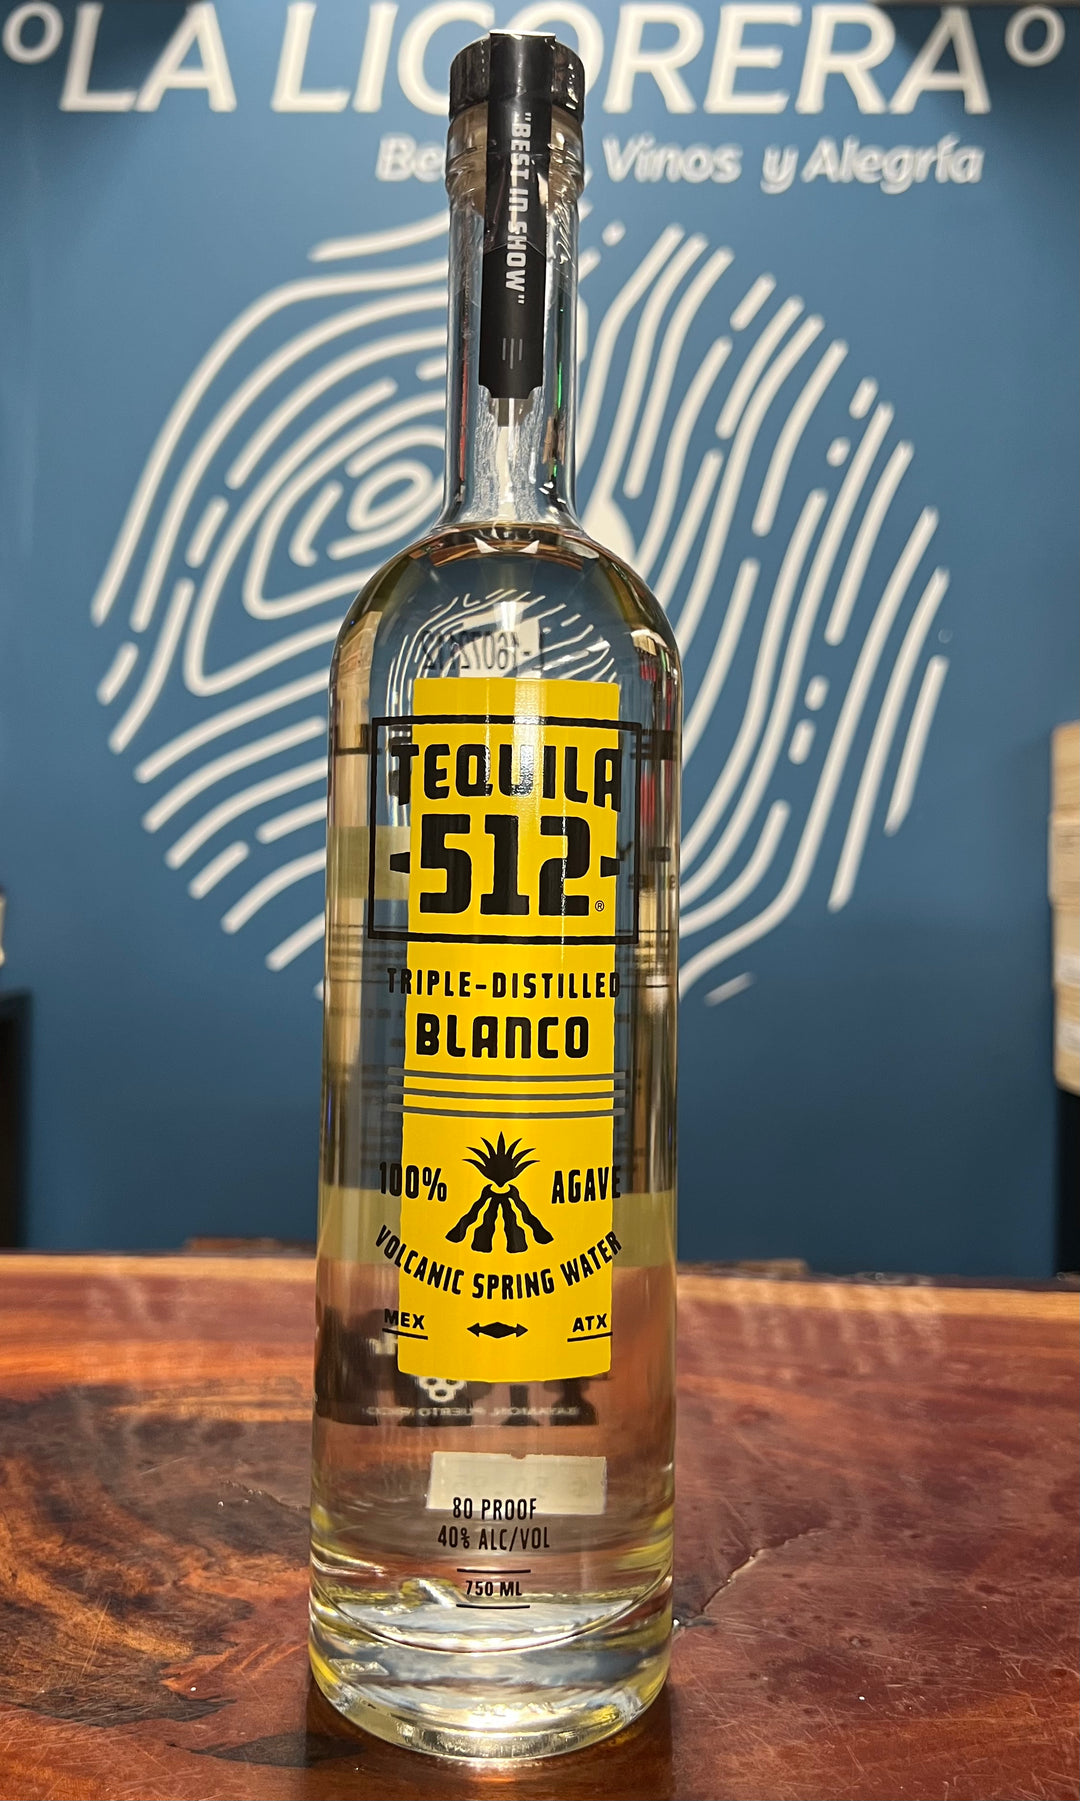 °LA LICORERA°
Vinos y Alegría
"BEST IN SHOW"
TEQUILA
-512-
®
TRIPLE-DISTILLED
BLANCO
100% AGAVE
VOLCANIC SPRING WATER
MEX ATX
80 PROOF
40% ALC/VOL
750 ML